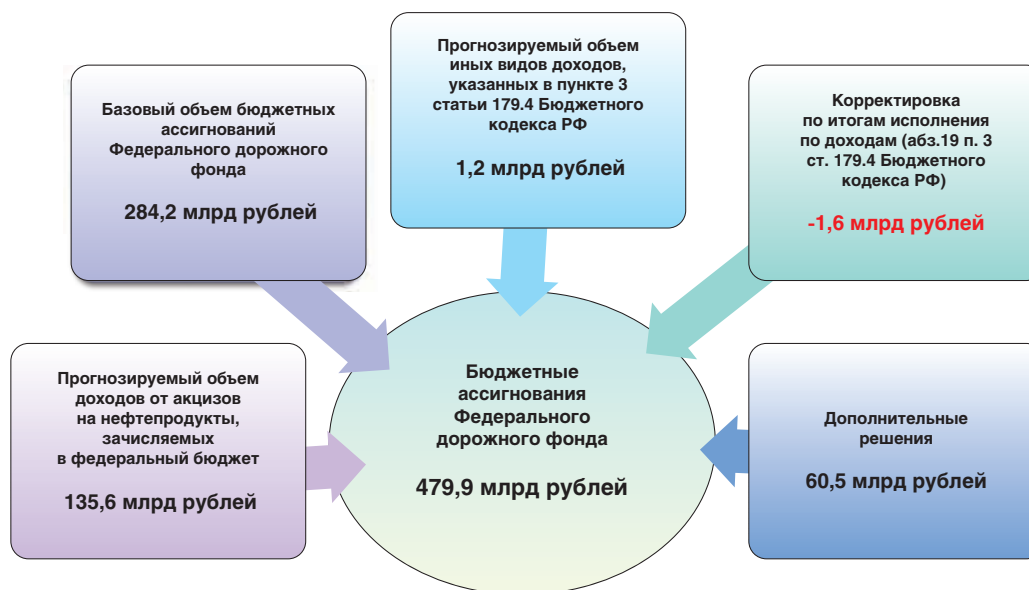 Прогнозируемый объем
иных видов доходов,
указанных в пункте 3
статьи 179.4 Бюджетного
кодекса РФ
1,2 млрд рублей
Базовый объем бюджетных
ассигнований
Федерального дорожного
фонда
284,2 млрд рублей
Корректировка
по итогам исполнения
по доходам (абз.19 п. 3
ст. 179.4 Бюджетного
кодекса РФ)
-1,6 млрд рублей
Прогнозируемый объем
доходов от акцизов
на нефтепродукты,
зачисляемых
в федеральный бюджет
135,6 млрд рублей
Бюджетные
ассигнования
Федерального
дорожного фонда
479,9 млрд рублей
Дополнительные
решения
60,5 млрд рублей